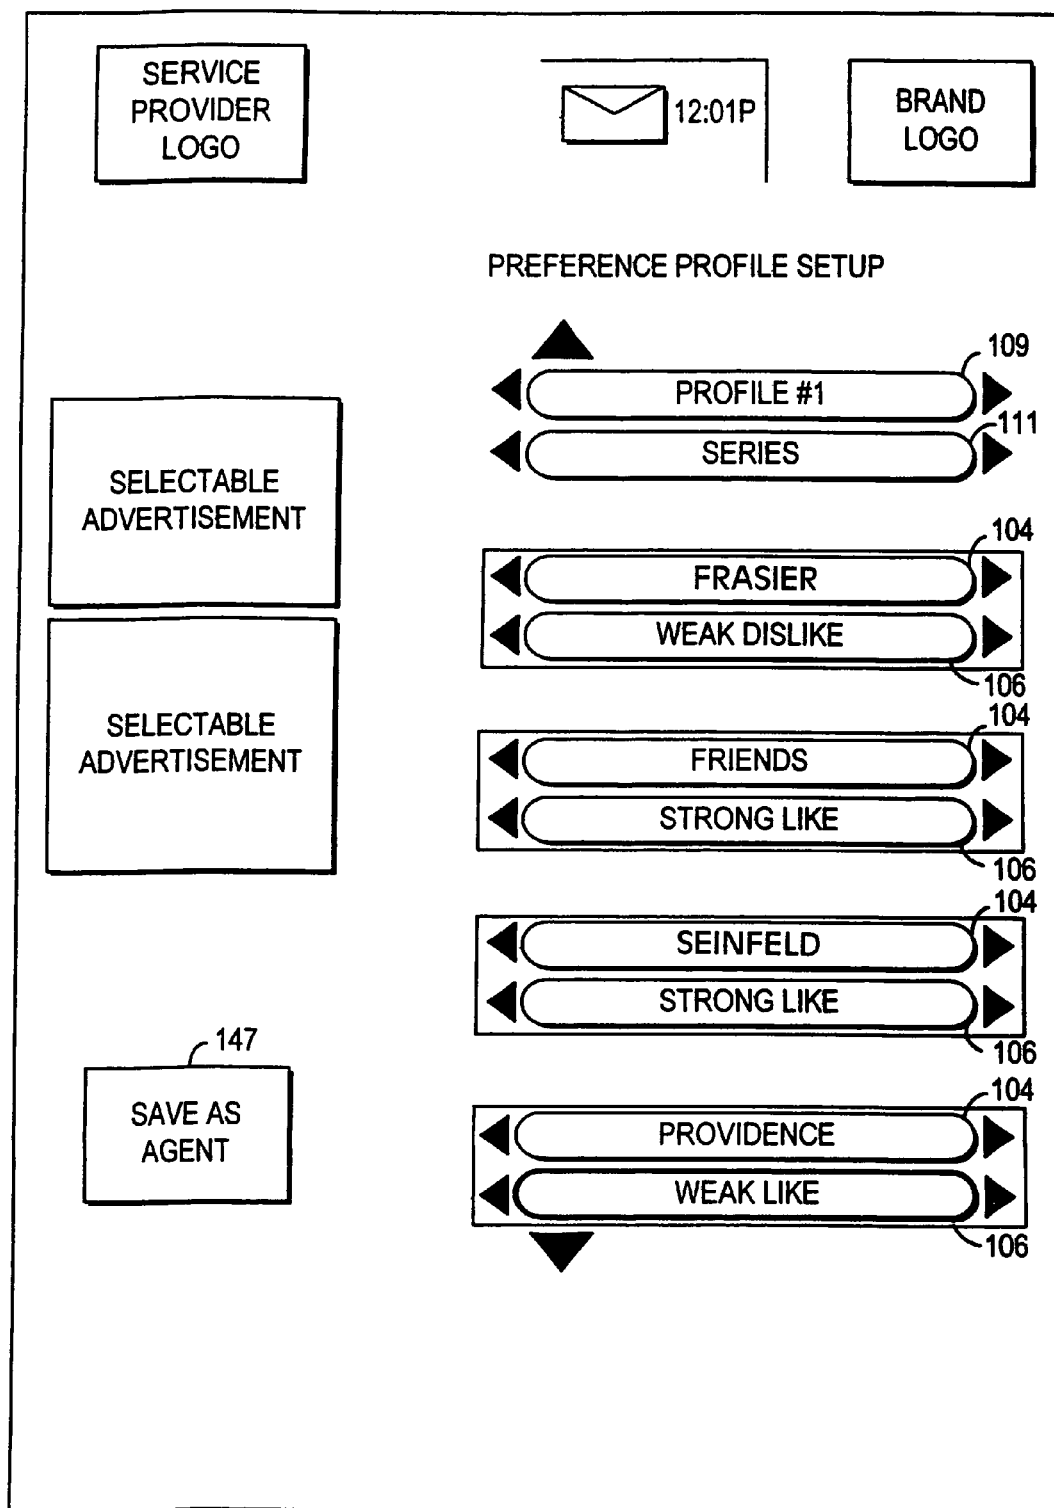 SERVICE
PROVIDER
LOGO
12:01P
BRAND
LOGO
PREFERENCE PROFILE SETUP
109
PROFILE #1
111
SERIES
SELECTABLE
ADVERTISEMENT
104
FRASIER
WEAK DISLIKE
106
SELECTABLE
ADVERTISEMENT
104
FRIENDS
STRONG LIKE
106
104
SEINFELD
STRONG LIKE
106
147
SAVE AS
AGENT
104
PROVIDENCE
WEAK LIKE
106